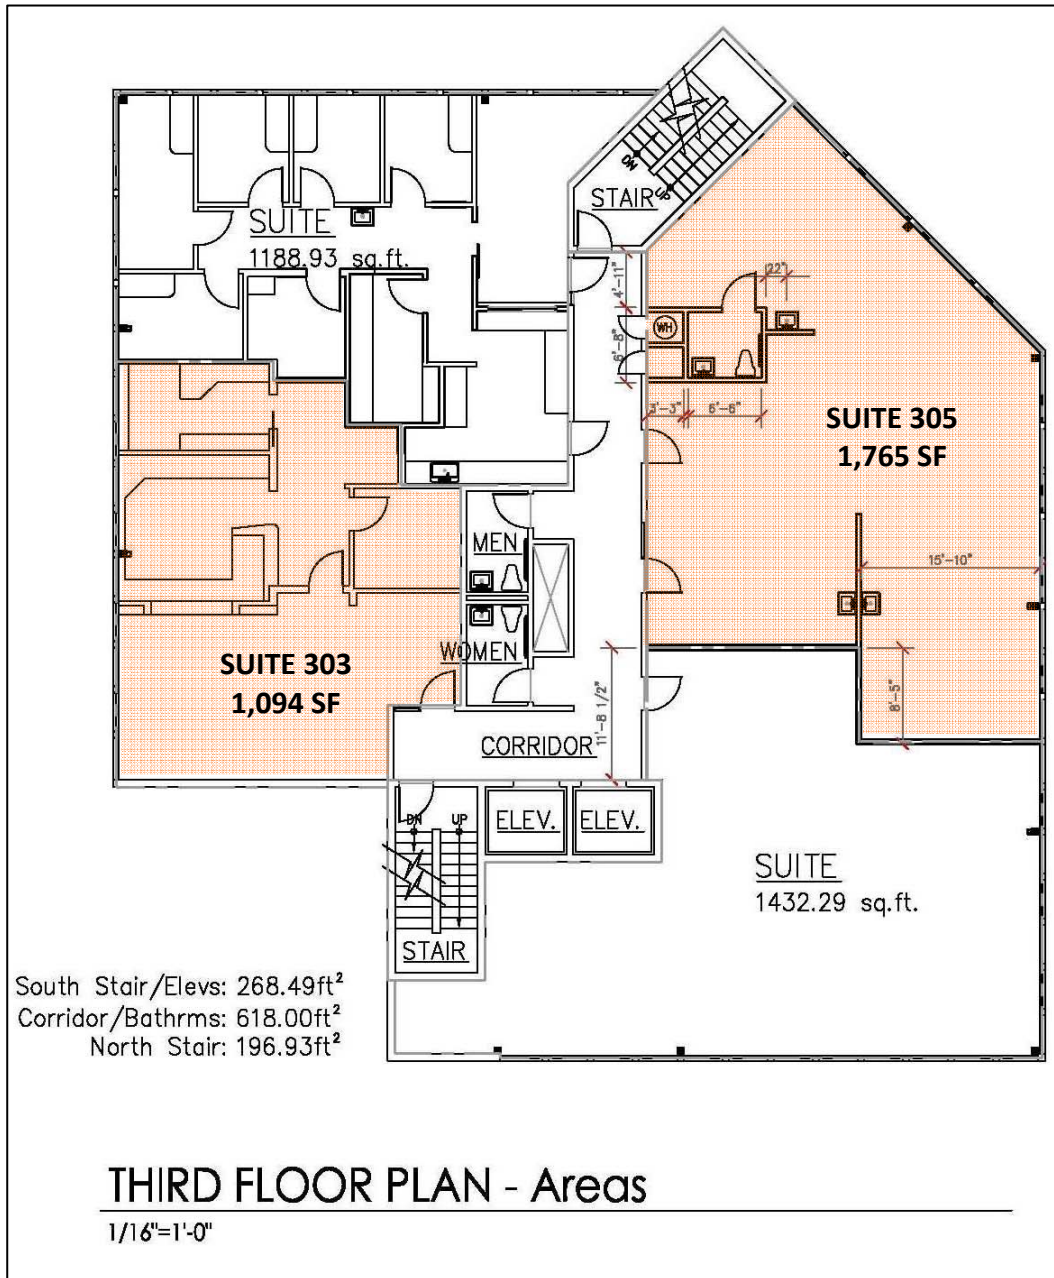 STAIR
DN
UP
SUITE
1188.93 sq.ft.
4'-11"
22"
WH
6'-8"
3'-3"
6'-6"
SUITE 305
1,765 SF
MEN
15'-10"
WOMEN
SUITE 303
1,094 SF
11'-8 1/2"
8'-5"
CORRIDOR
ELEV.
ELEV.
DN
UP
SUITE
1432.29 sq.ft.
STAIR
South Stair/Elevs: 268.49ft²
Corridor/Bathrms: 618.00ft²
North Stair: 196.93ft²
THIRD FLOOR PLAN - Areas
1/16"=1'-0"